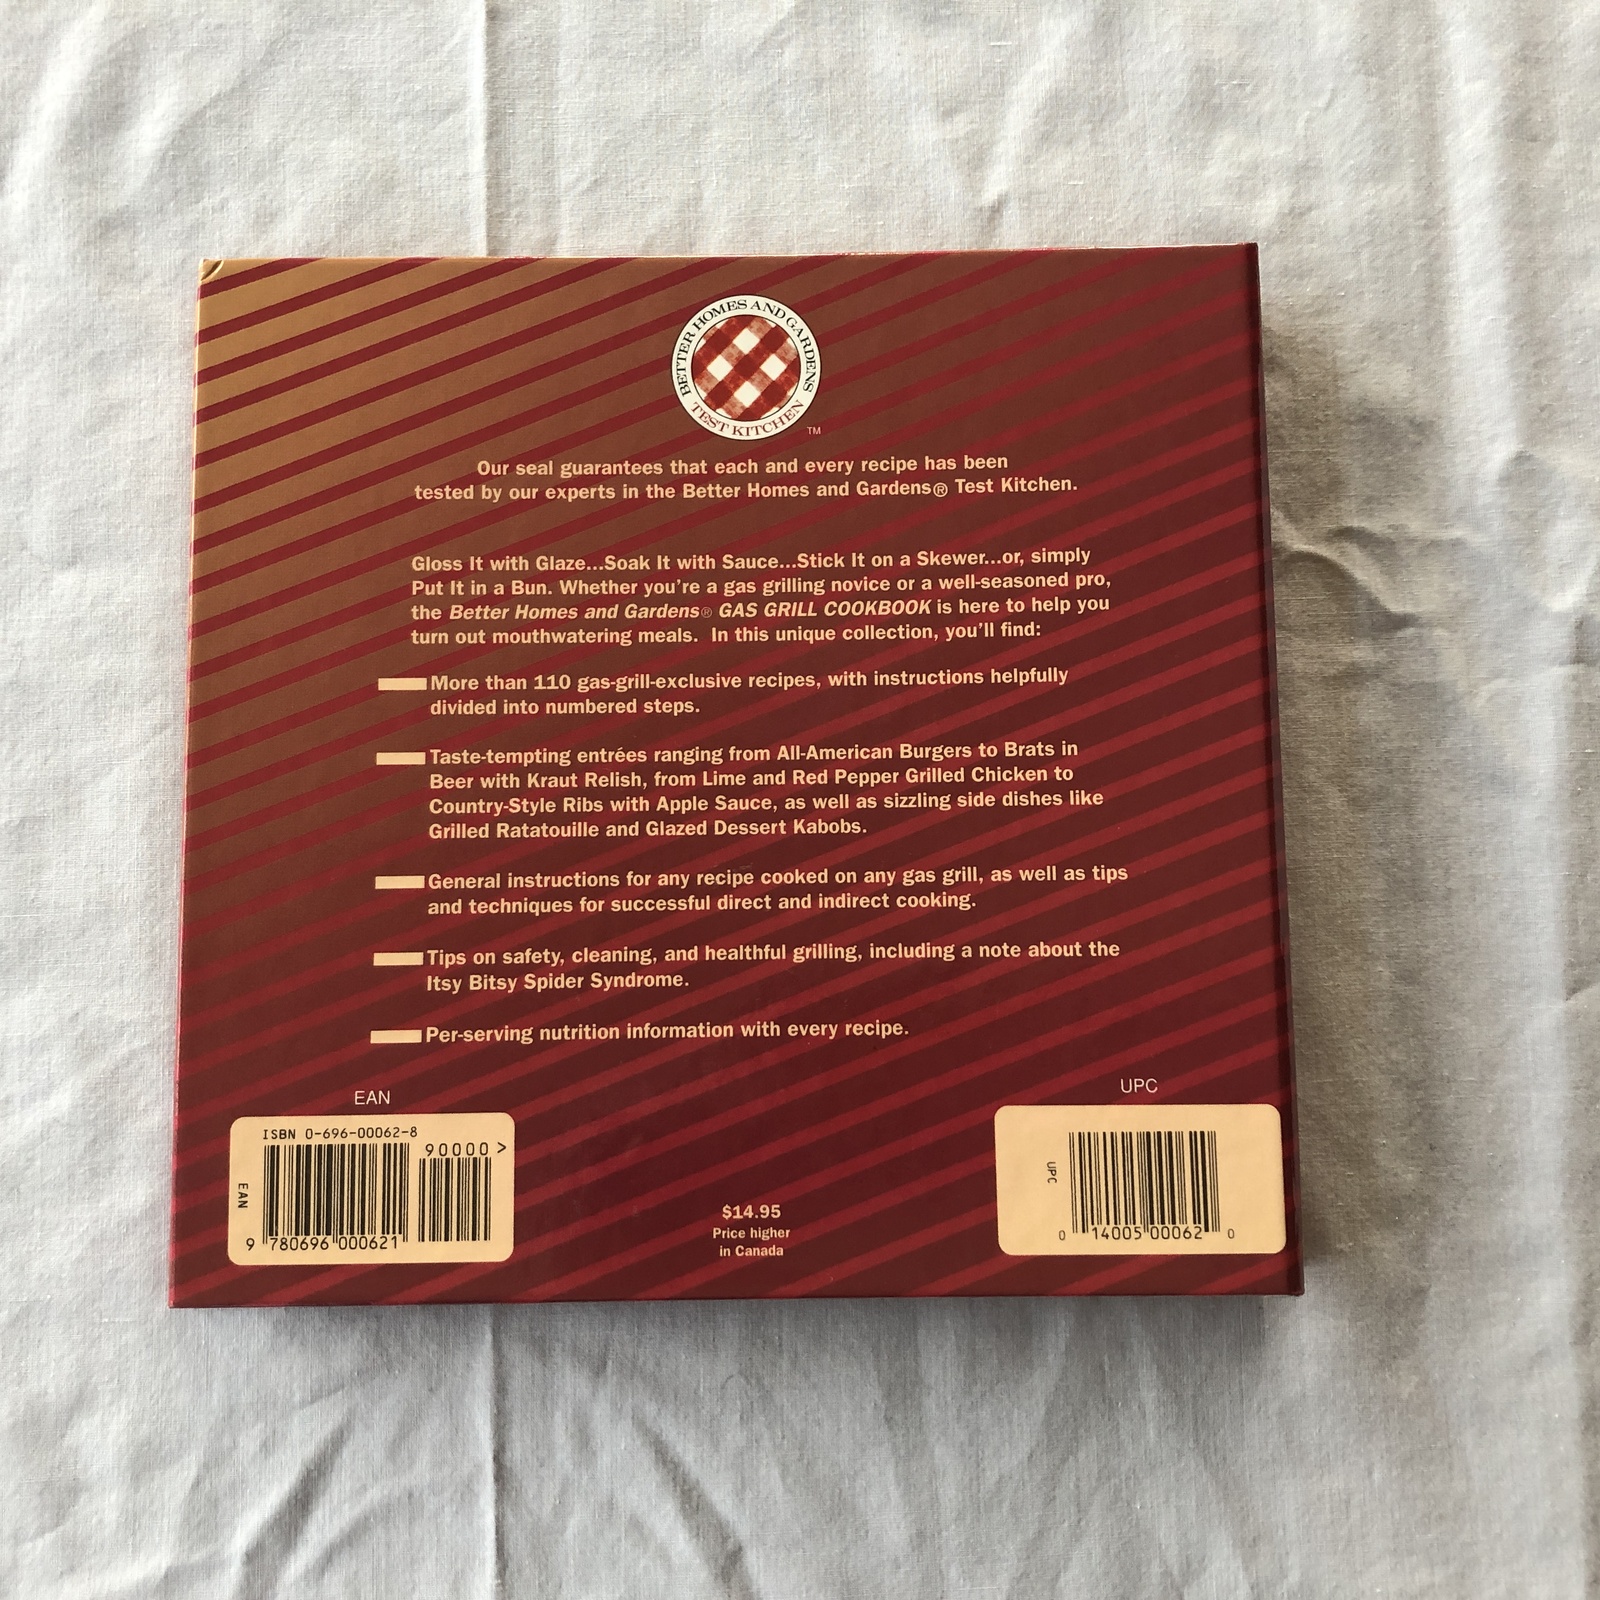 BETTER HOMES AND GARDENS
TEST KITCHEN
TM
Our seal guarantees that each and every recipe has been
tested by our experts in the Better Homes and Gardens® Test Kitchen.
Gloss It with Glaze...Soak It with Sauce...Stick It on a Skewer...or, simply
Put It in a Bun. Whether you're a gas grilling novice or a well-seasoned pro,
the Better Homes and Gardens® GAS GRILL COOKBOOK is here to help you
turn out mouthwatering meals. In this unique collection, you'll find:
More than 110 gas-grill-exclusive recipes, with instructions helpfully
divided into numbered steps.
Taste-tempting entrées ranging from All-American Burgers to Brats in
Beer with Kraut Relish, from Lime and Red Pepper Grilled Chicken to
Country-Style Ribs with Apple Sauce, as well as sizzling side dishes like
Grilled Ratatouille and Glazed Dessert Kabobs.
General instructions for any recipe cooked on any gas grill, as well as tips
and techniques for successful direct and indirect cooking.
Tips on safety, cleaning, and healthful grilling, including a note about the
Itsy Bitsy Spider Syndrome.
Per-serving nutrition information with every recipe.
EAN
ISBN 0-696-00062-8
90000 >
EAN
9 780696 000621
$14.95
Price higher
in Canada
UPC
UPC
0 14005 00062 0